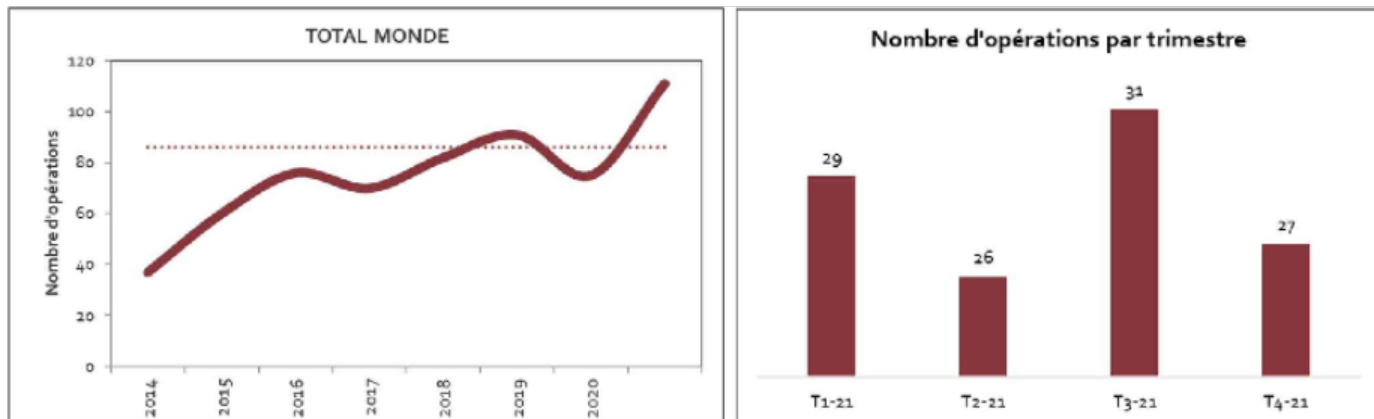 TOTAL MONDE
Nombre d'opérations
120
100
80
60
40
20
0
2014
2015
2016
2017
2018
2019
2020
Nombre d'opérations par trimestre
29
26
31
27
T1-21
T2-21
T3-21
T4-21